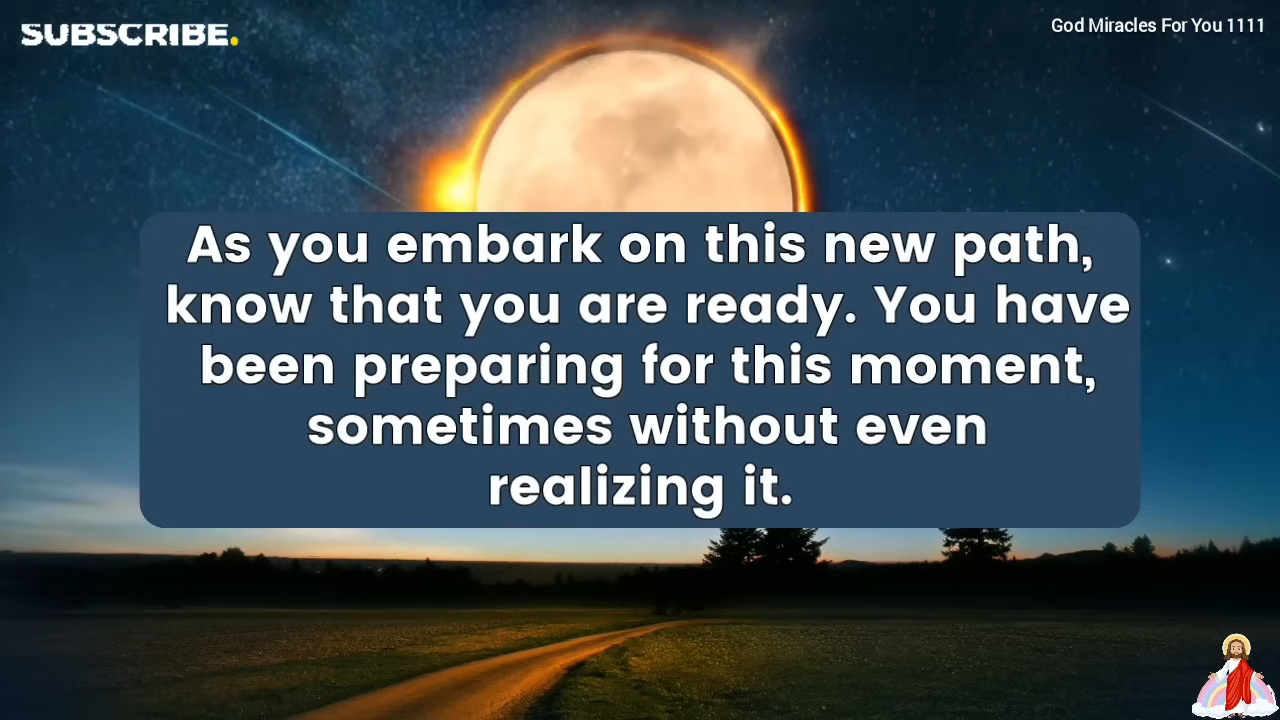 SUBSCRIBE.
God Miracles For You 1111
As you embark on this new path,
know that you are ready. You have
been preparing for this moment,
sometimes without even
realizing it.